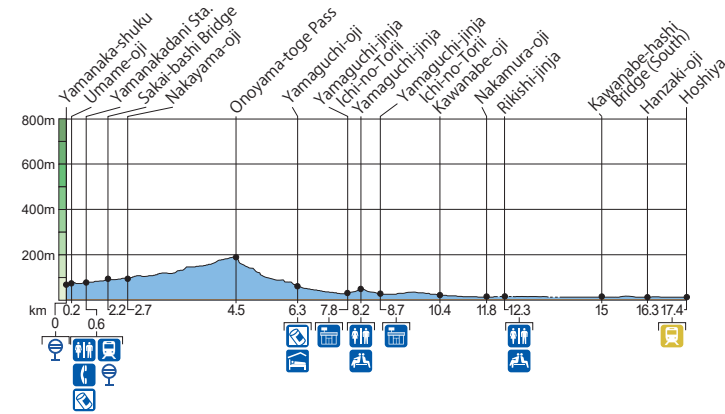 Yamanaka-shuku
Umame-oji
Yamanakadani Sta.
Sakai-bashi Bridge
Nakayama-oji
Onoyama-toge Pass
Yamaguchi-oji
Yamaguchi-jinja
Ichi-no-Torii
Yamaguchi-jinja
Yamaguchi-jinja
Ichi-no-Torii
Kawanabe-oji
Nakamura-oji
Rikishi-jinja
Kawanabe-hashi
Bridge (South)
Hanzaki-oji
Hoshiya
800m
600m
400m
200m
km
0
0.2
0.6
2.2
2.7
4.5
6.3
7.8
8.2
8.7
10.4
11.8
12.3
15
16.3
17.4